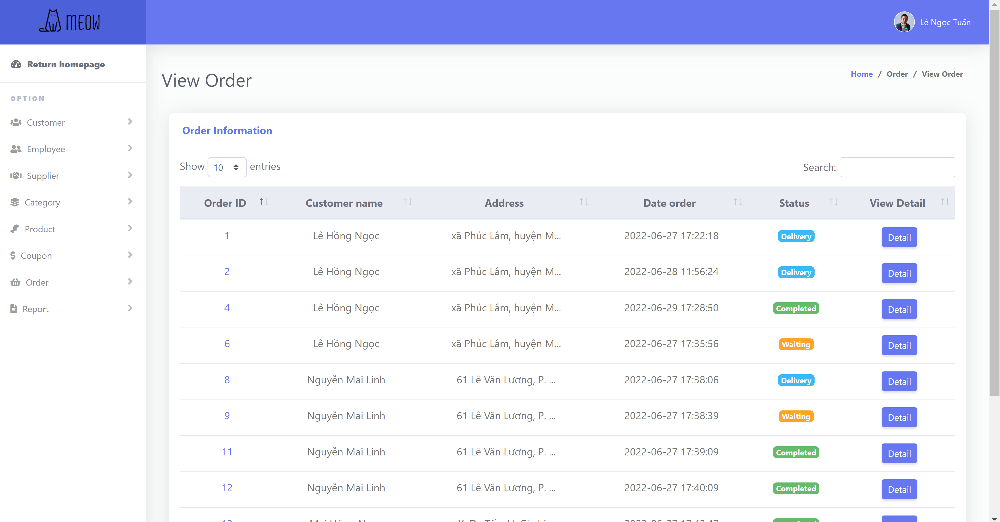 MEOW
Lê Ngọc Tuấn
Return homepage
OPTION
Customer
Employee
Supplier
Category
Product
Coupon
Order
Report
View Order
Home / Order / View Order
Order Information
Show 10 entries
Search:
Order ID Customer name Address Date order Status View Detail
1 Lê Hồng Ngọc xã Phúc Lâm, huyện M... 2022-06-27 17:22:18 Delivery Detail
2 Lê Hồng Ngọc xã Phúc Lâm, huyện M... 2022-06-28 11:56:24 Delivery Detail
4 Lê Hồng Ngọc xã Phúc Lâm, huyện M... 2022-06-29 17:28:50 Completed Detail
6 Lê Hồng Ngọc xã Phúc Lâm, huyện M... 2022-06-27 17:35:56 Waiting Detail
8 Nguyễn Mai Linh 61 Lê Văn Lương, P. ... 2022-06-27 17:38:06 Delivery Detail
9 Nguyễn Mai Linh 61 Lê Văn Lương, P. ... 2022-06-27 17:38:39 Waiting Detail
11 Nguyễn Mai Linh 61 Lê Văn Lương, P. ... 2022-06-27 17:39:09 Completed Detail
12 Nguyễn Mai Linh 61 Lê Văn Lương, P. ... 2022-06-27 17:40:09 Completed Detail